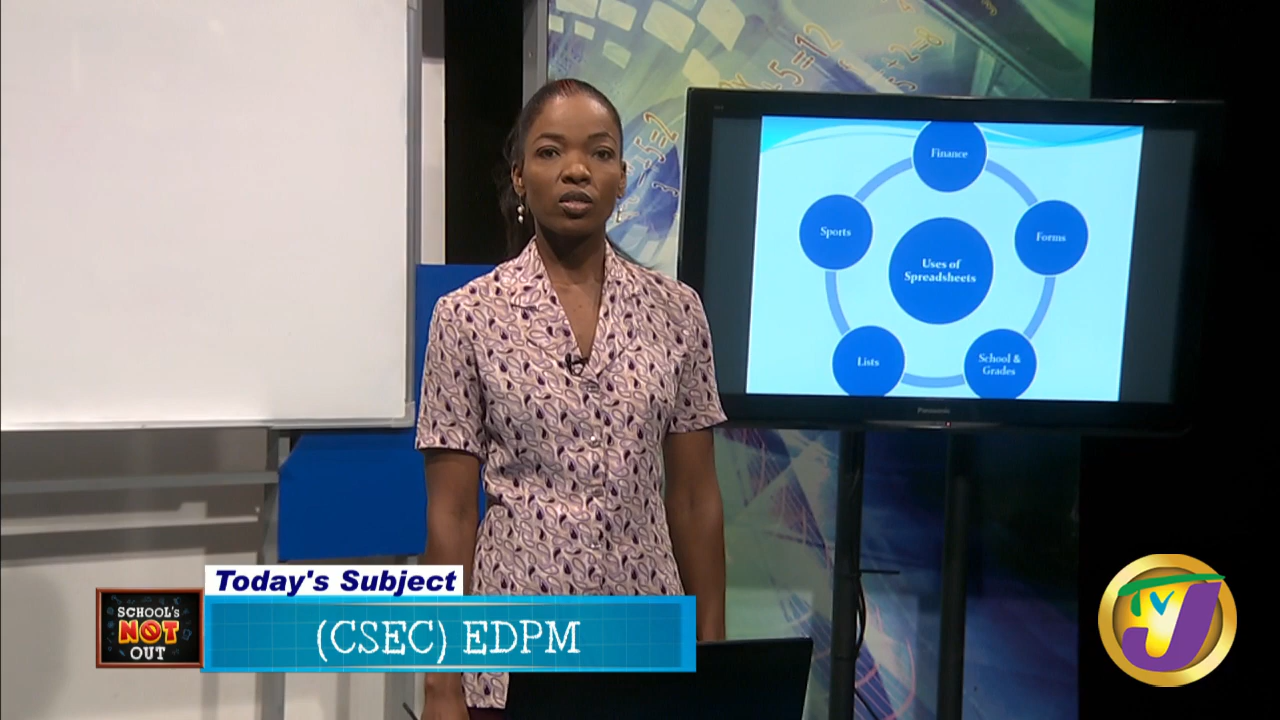 Finance
Sports
Forms
Uses of
Spreadsheets
Lists
School &
Grades
Panasonic
Today's Subject
SCHOOL'S
NOT
OUT
(CSEC) EDPM
TVJ